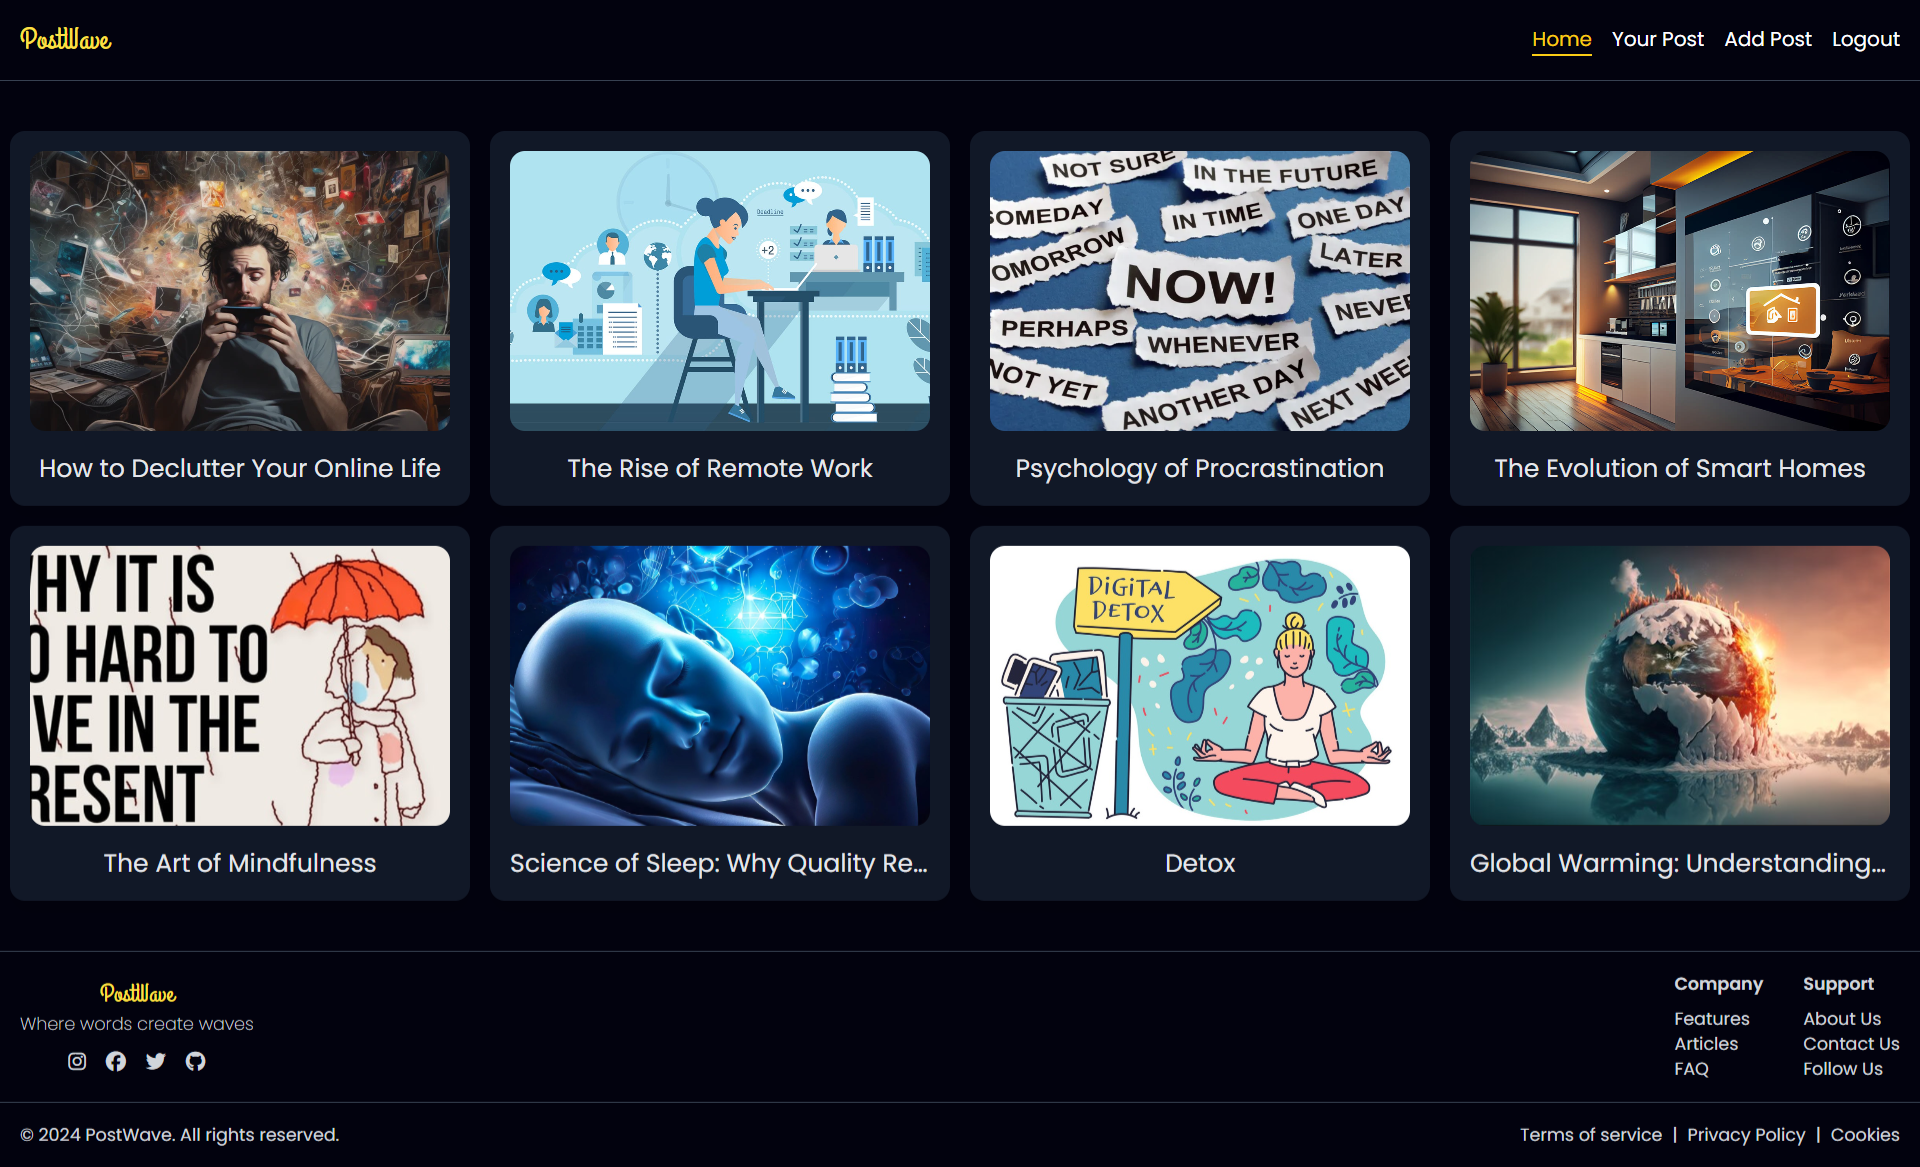 PostWave
Home Your Post Add Post Logout
Deadline
+2
NOT SURE
IN THE FUTURE
SOMEDAY
IN TIME
ONE DAY
OMORROW
LATER
NOW!
NEVER
PERHAPS
WHENEVER
NOT YET
ANOTHER DAY
NEXT WEE
How to Declutter Your Online Life
The Rise of Remote Work
Psychology of Procrastination
The Evolution of Smart Homes
HY IT IS
O HARD TO
VE IN THE
RESENT
DiGiTAL
DETOX
The Art of Mindfulness
Science of Sleep: Why Quality Re...
Detox
Global Warming: Understanding...
PostWave
Where words create waves
Company
Features
Articles
FAQ
Support
About Us
Contact Us
Follow Us
© 2024 PostWave. All rights reserved.
Terms of service | Privacy Policy | Cookies